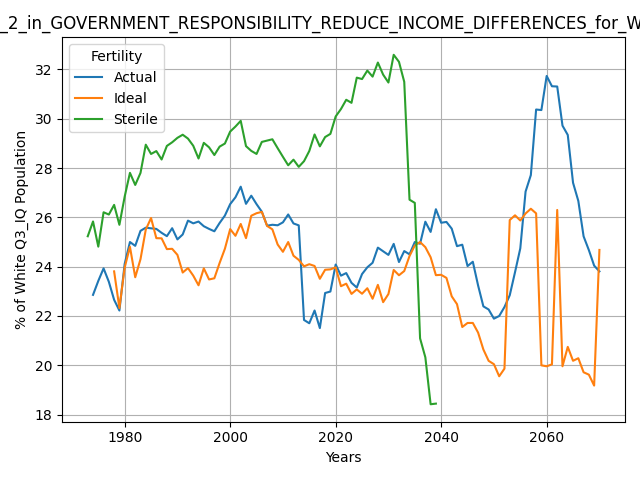 _2_in_GOVERNMENT_RESPONSIBILITY_REDUCE_INCOME_DIFFERENCES_for_W
Fertility
Actual
Ideal
Sterile
% of White Q3_IQ Population
32
30
28
26
24
22
20
18
1980
2000
2020
2040
2060
Years